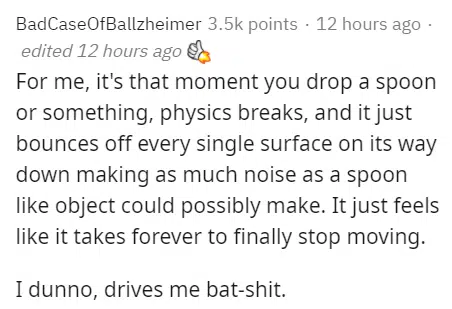 BadCaseOfBallzheimer 3.5k points · 12 hours ago ·
edited 12 hours ago
For me, it's that moment you drop a spoon
or something, physics breaks, and it just
bounces off every single surface on its way
down making as much noise as a spoon
like object could possibly make. It just feels
like it takes forever to finally stop moving.
I dunno, drives me bat-shit.